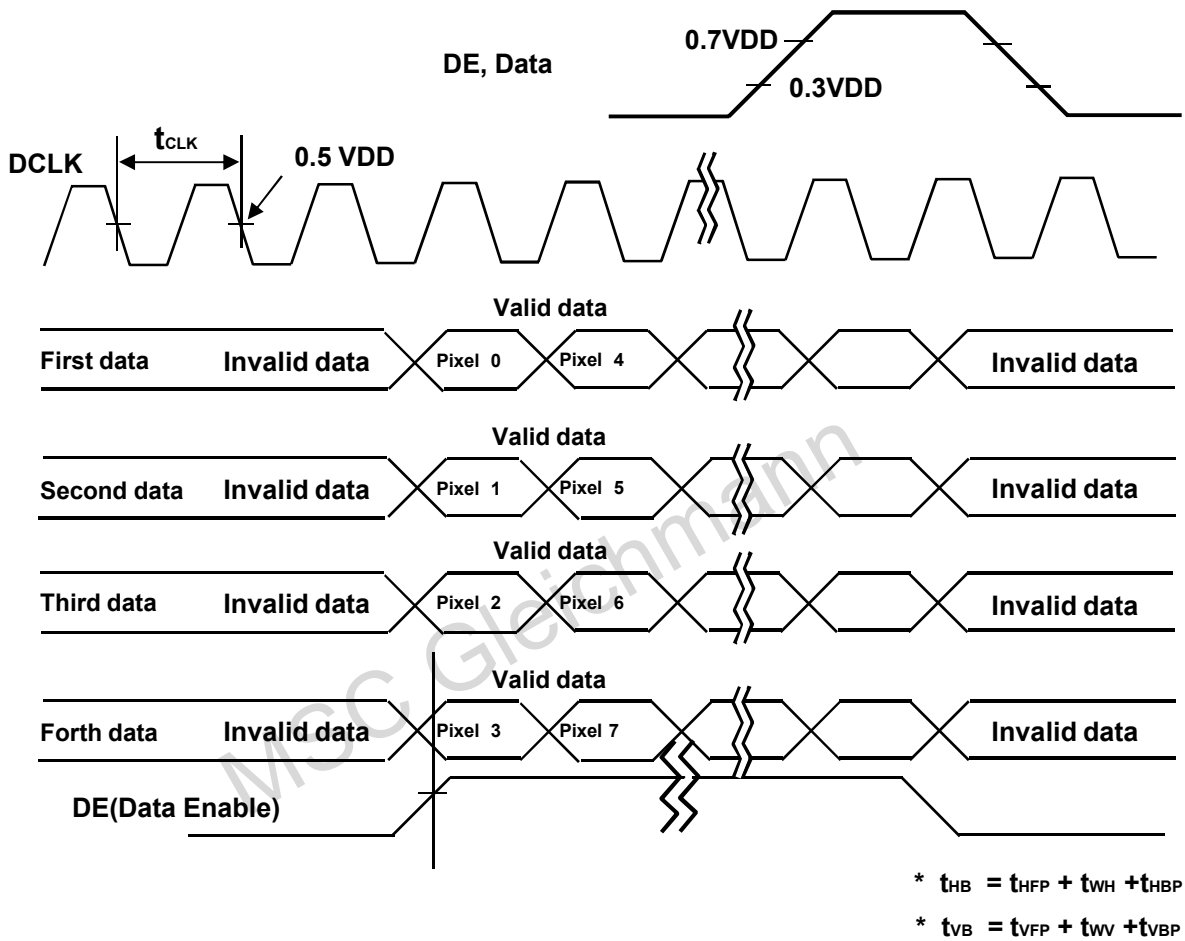 0.7VDD
DE, Data
0.3VDD
tCLK
0.5 VDD
DCLK
Valid data
First data Invalid data Pixel 0 Pixel 4 Invalid data
Valid data
Second data Invalid data Pixel 1 Pixel 5 Invalid data
Valid data
Third data Invalid data Pixel 2 Pixel 6 Invalid data
Valid data
Forth data Invalid data Pixel 3 Pixel 7 Invalid data
DE(Data Enable)
* tHB = tHFP + tWH +tHBP
* tVB = tVFP + tWV +tVBP
MSC Gleichmann